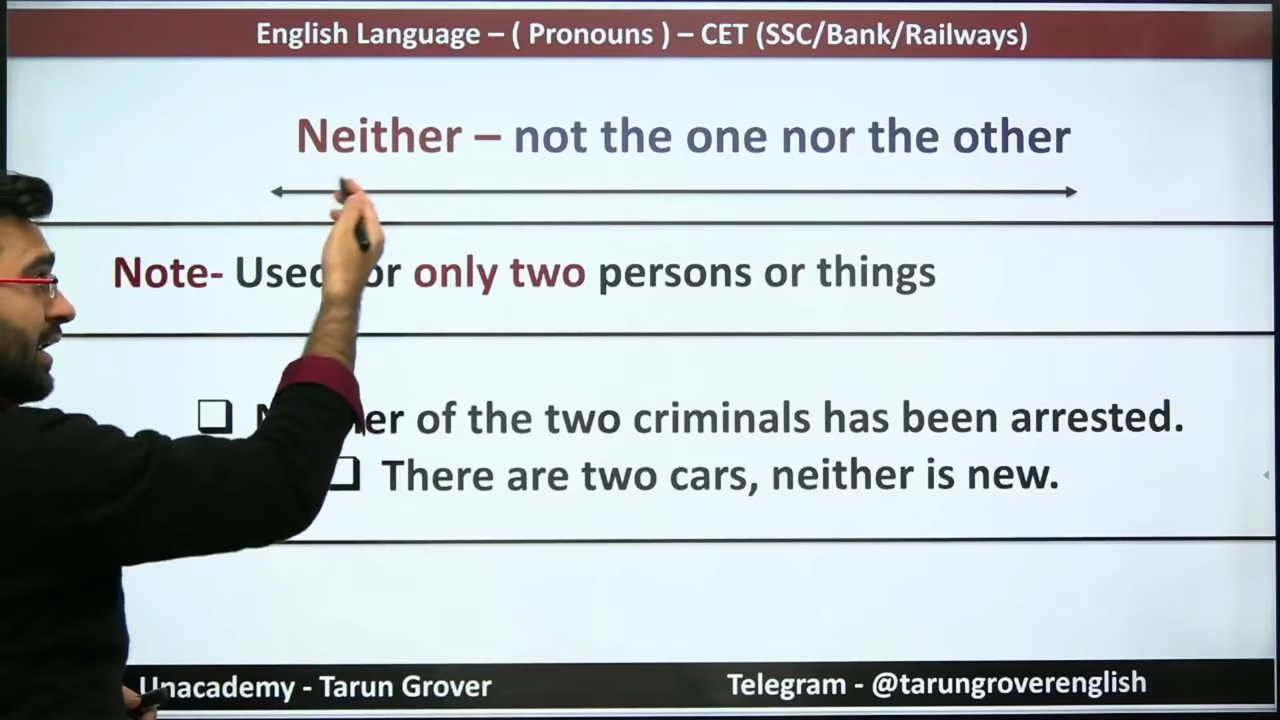 English Language – ( Pronouns ) – CET (SSC/Bank/Railways)
Neither – not the one nor the other
Note- Used or only two persons or things
of the two criminals has been arrested.
There are two cars, neither is new.
Unacademy - Tarun Grover
Telegram - @tarungroverenglish